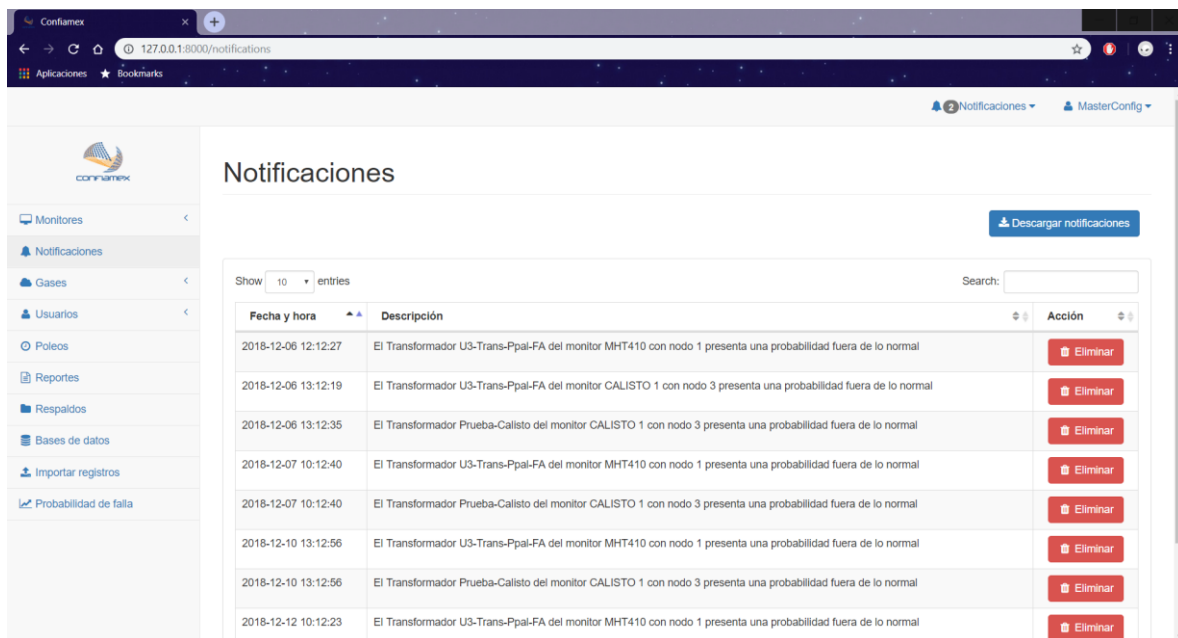 Confiamex
127.0.0.1:8000/notifications
Aplicaciones Bookmarks
2 Notificaciones MasterConfig
CONFIAMEX
Notificaciones
Monitores
Descargar notificaciones
Notificaciones
Gases
Show 10 entries Search:
Usuarios
Fecha y hora Descripción Acción
Poleos
2018-12-06 12:12:27 El Transformador U3-Trans-Ppal-FA del monitor MHT410 con nodo 1 presenta una probabilidad fuera de lo normal Eliminar
Reportes
2018-12-06 13:12:19 El Transformador U3-Trans-Ppal-FA del monitor CALISTO 1 con nodo 3 presenta una probabilidad fuera de lo normal Eliminar
Respaldos
2018-12-06 13:12:35 El Transformador Prueba-Calisto del monitor CALISTO 1 con nodo 3 presenta una probabilidad fuera de lo normal Eliminar
Bases de datos
2018-12-07 10:12:40 El Transformador U3-Trans-Ppal-FA del monitor MHT410 con nodo 1 presenta una probabilidad fuera de lo normal Eliminar
Importar registros
2018-12-07 10:12:40 El Transformador Prueba-Calisto del monitor CALISTO 1 con nodo 3 presenta una probabilidad fuera de lo normal Eliminar
Probabilidad de falla
2018-12-10 13:12:56 El Transformador U3-Trans-Ppal-FA del monitor MHT410 con nodo 1 presenta una probabilidad fuera de lo normal Eliminar
2018-12-10 13:12:56 El Transformador Prueba-Calisto del monitor CALISTO 1 con nodo 3 presenta una probabilidad fuera de lo normal Eliminar
2018-12-12 10:12:23 El Transformador U3-Trans-Ppal-FA del monitor MHT410 con nodo 1 presenta una probabilidad fuera de lo normal Eliminar